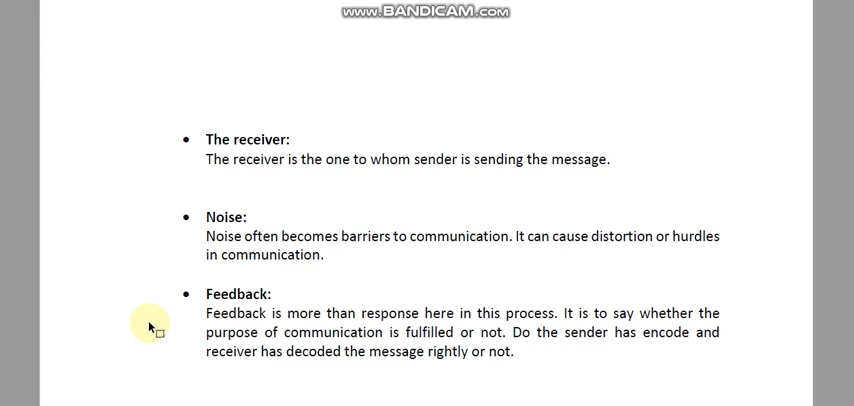 www.BANDICAM.com
• The receiver:
The receiver is the one to whom sender is sending the message.
• Noise:
Noise often becomes barriers to communication. It can cause distortion or hurdles
in communication.
• Feedback:
Feedback is more than response here in this process. It is to say whether the
purpose of communication is fulfilled or not. Do the sender has encode and
receiver has decoded the message rightly or not.